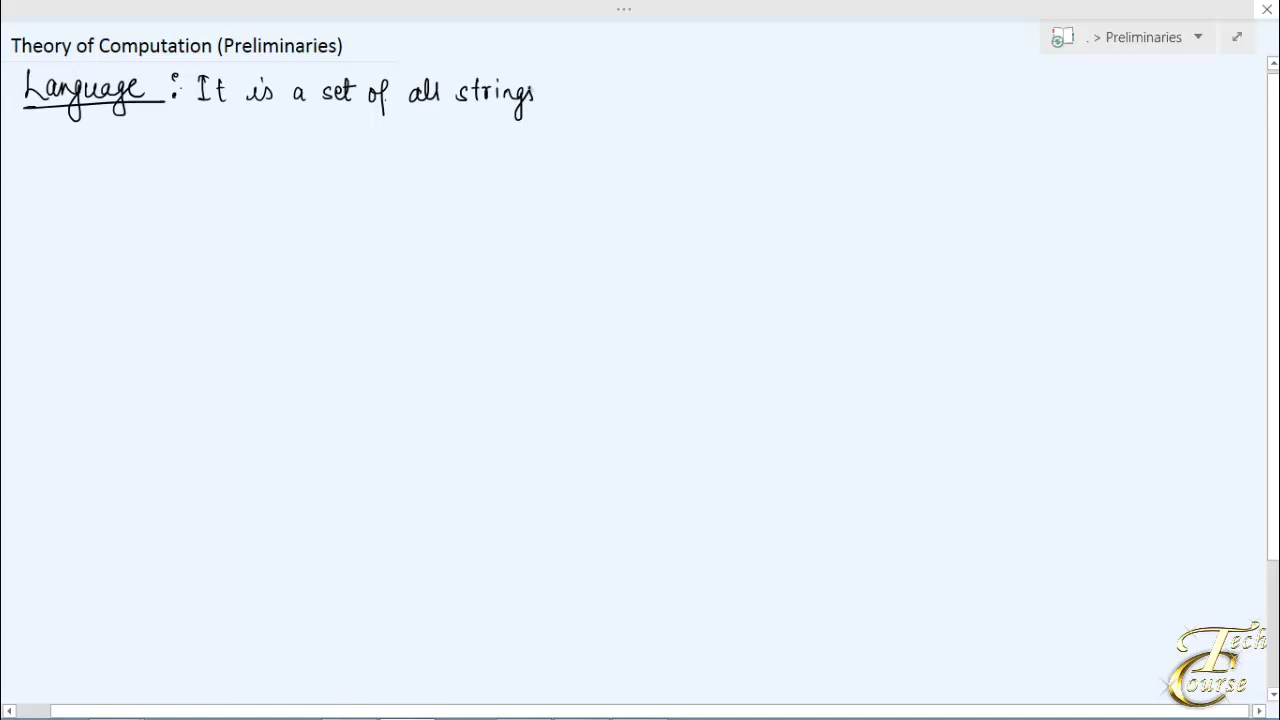 . > Preliminaries
Theory of Computation (Preliminaries)
Language : It is a set of all strings
Tech
Course